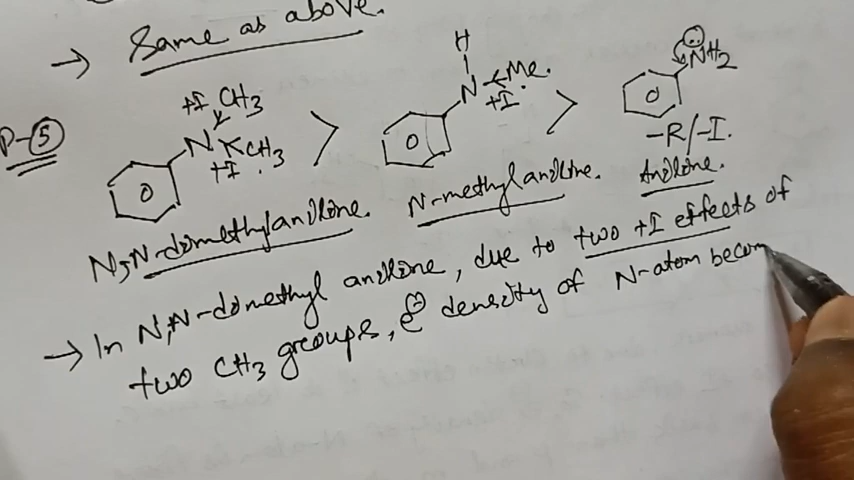 → Same as above.
P-5
+I CH3
N KCH3
+I.
>
H
N <Me.
+I.
>
NH2
-R/-I.
N,N-dimethylaniline.
N-methylaniline.
Aniline.
→ In N,N-dimethyl aniline, due to two +I effects of
two CH3 groups, e⊖ density of N-atom becom